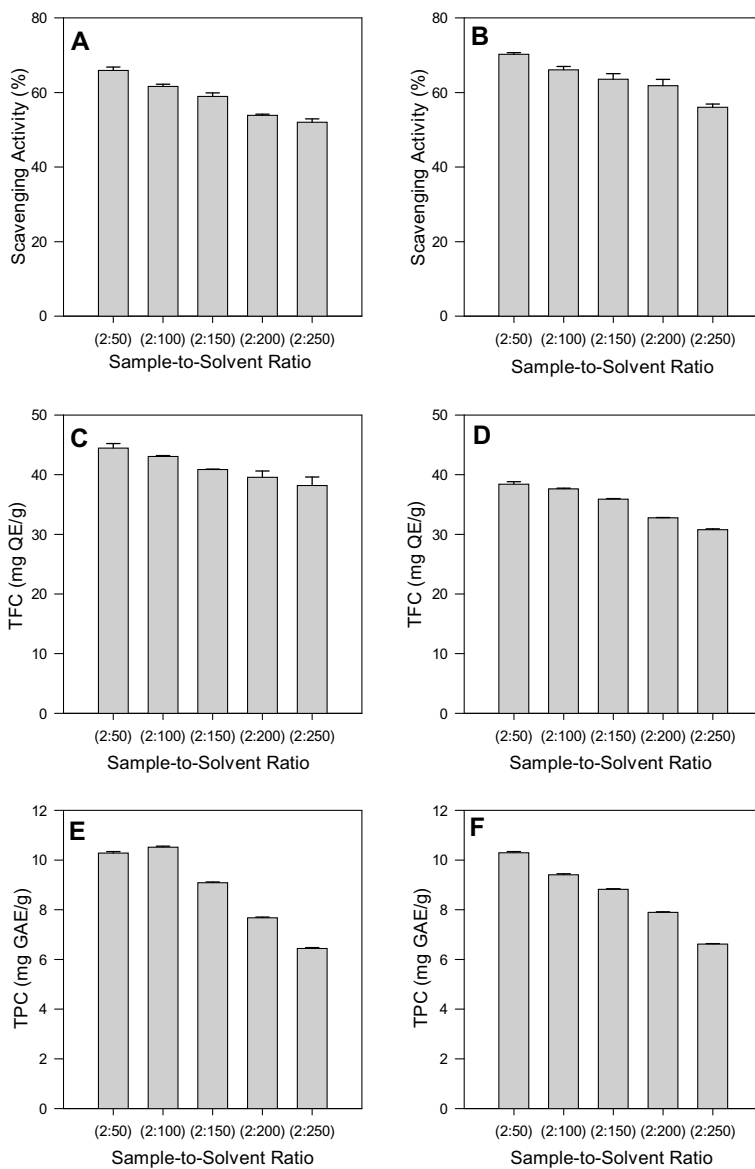 A
Scavenging Activity (%)
80
60
40
20
0
(2:50) (2:100) (2:150) (2:200) (2:250)
Sample-to-Solvent Ratio
B
Scavenging Activity (%)
80
60
40
20
0
(2:50) (2:100) (2:150) (2:200) (2:250)
Sample-to-Solvent Ratio
C
TFC (mg QE/g)
50
40
30
20
10
0
(2:50) (2:100) (2:150) (2:200) (2:250)
Sample-to-Solvent Ratio
D
TFC (mg QE/g)
50
40
30
20
10
0
(2:50) (2:100) (2:150) (2:200) (2:250)
Sample-to-Solvent Ratio
E
TPC (mg GAE/g)
12
10
8
6
4
2
0
(2:50) (2:100) (2:150) (2:200) (2:250)
Sample-to-Solvent Ratio
F
TPC (mg GAE/g)
12
10
8
6
4
2
0
(2:50) (2:100) (2:150) (2:200) (2:250)
Sample-to-Solvent Ratio